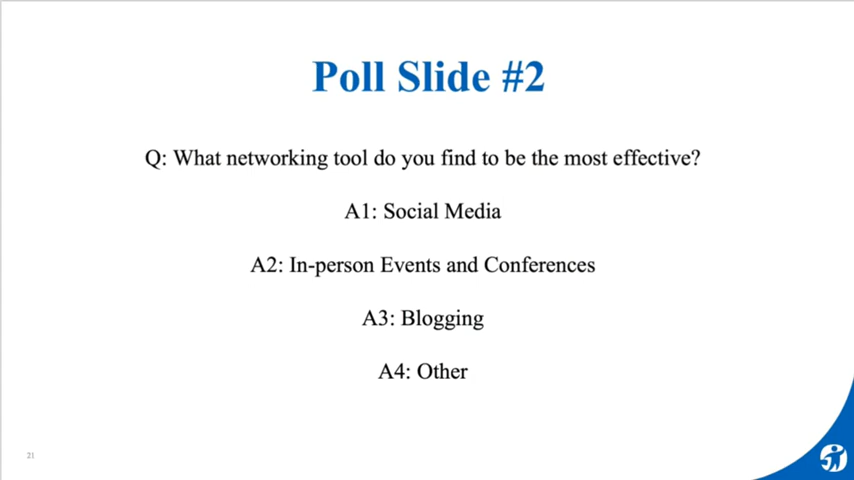 Poll Slide #2
Q: What networking tool do you find to be the most effective?
A1: Social Media
A2: In-person Events and Conferences
A3: Blogging
A4: Other
21